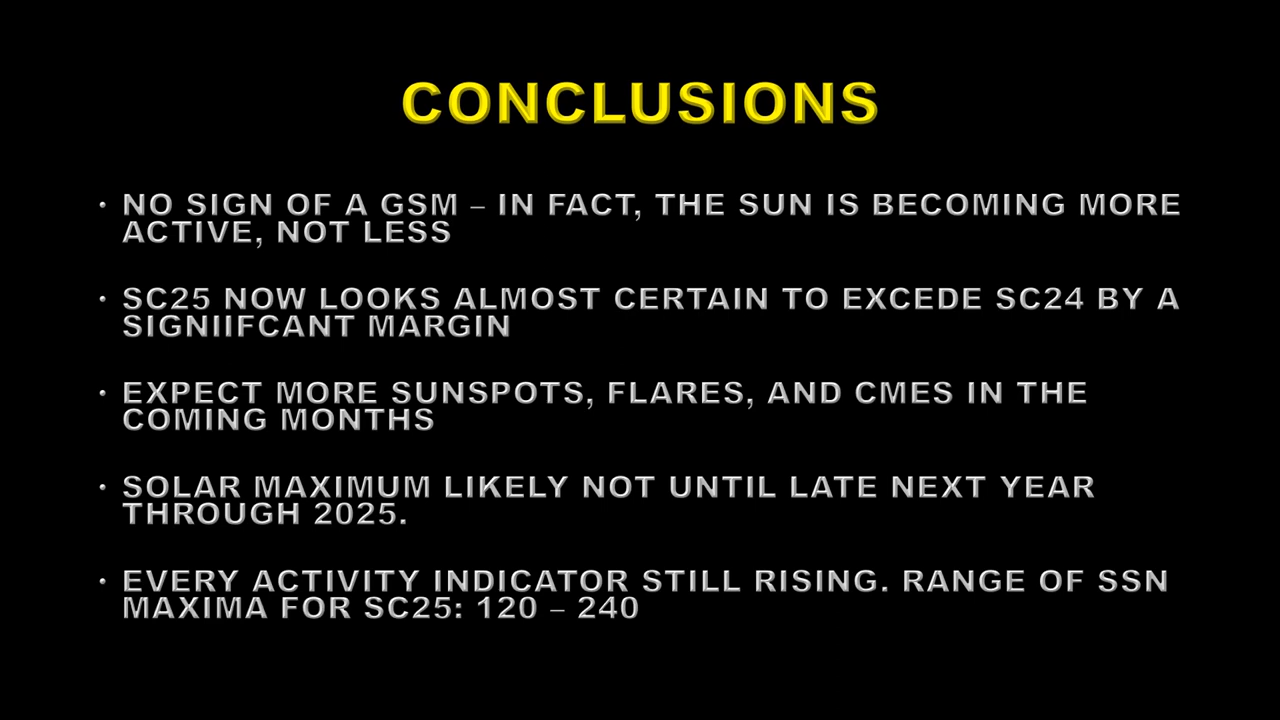 CONCLUSIONS
• NO SIGN OF A GSM – IN FACT, THE SUN IS BECOMING MORE
ACTIVE, NOT LESS
• SC25 NOW LOOKS ALMOST CERTAIN TO EXCEDE SC24 BY A
SIGNIIFCANT MARGIN
• EXPECT MORE SUNSPOTS, FLARES, AND CMES IN THE
COMING MONTHS
• SOLAR MAXIMUM LIKELY NOT UNTIL LATE NEXT YEAR
THROUGH 2025.
• EVERY ACTIVITY INDICATOR STILL RISING. RANGE OF SSN
MAXIMA FOR SC25: 120 – 240